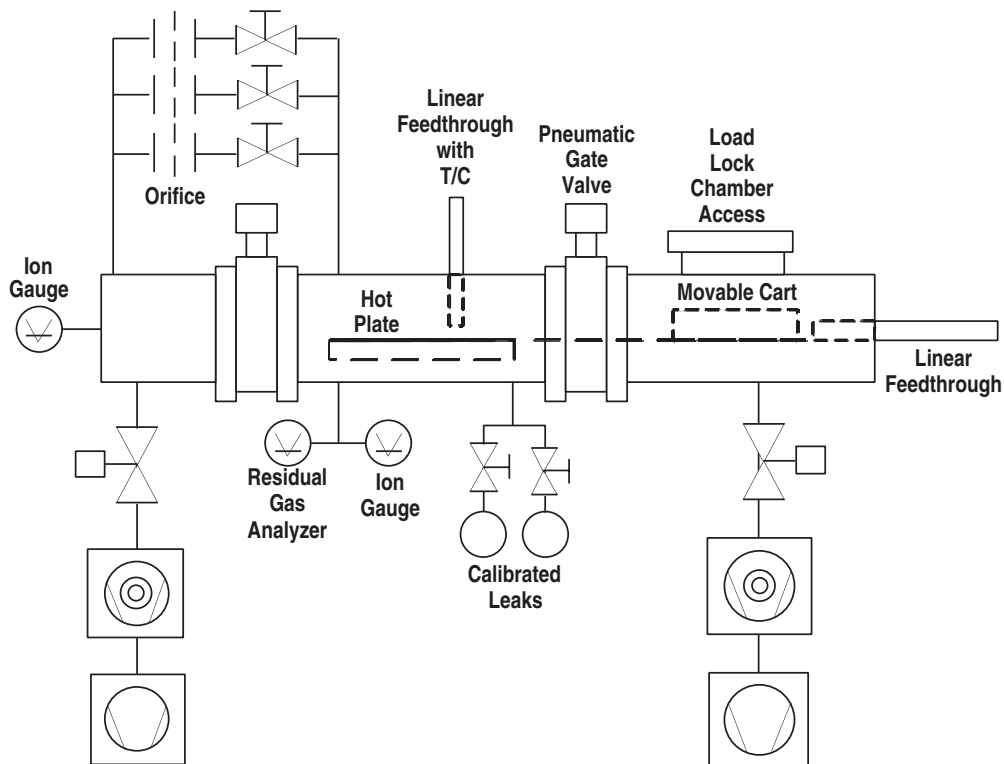 Orifice
Linear
Feedthrough
with
T/C
Pneumatic
Gate
Valve
Load
Lock
Chamber
Access
Ion
Gauge
Hot
Plate
Movable Cart
Linear
Feedthrough
Residual
Gas
Analyzer
Ion
Gauge
Calibrated
Leaks